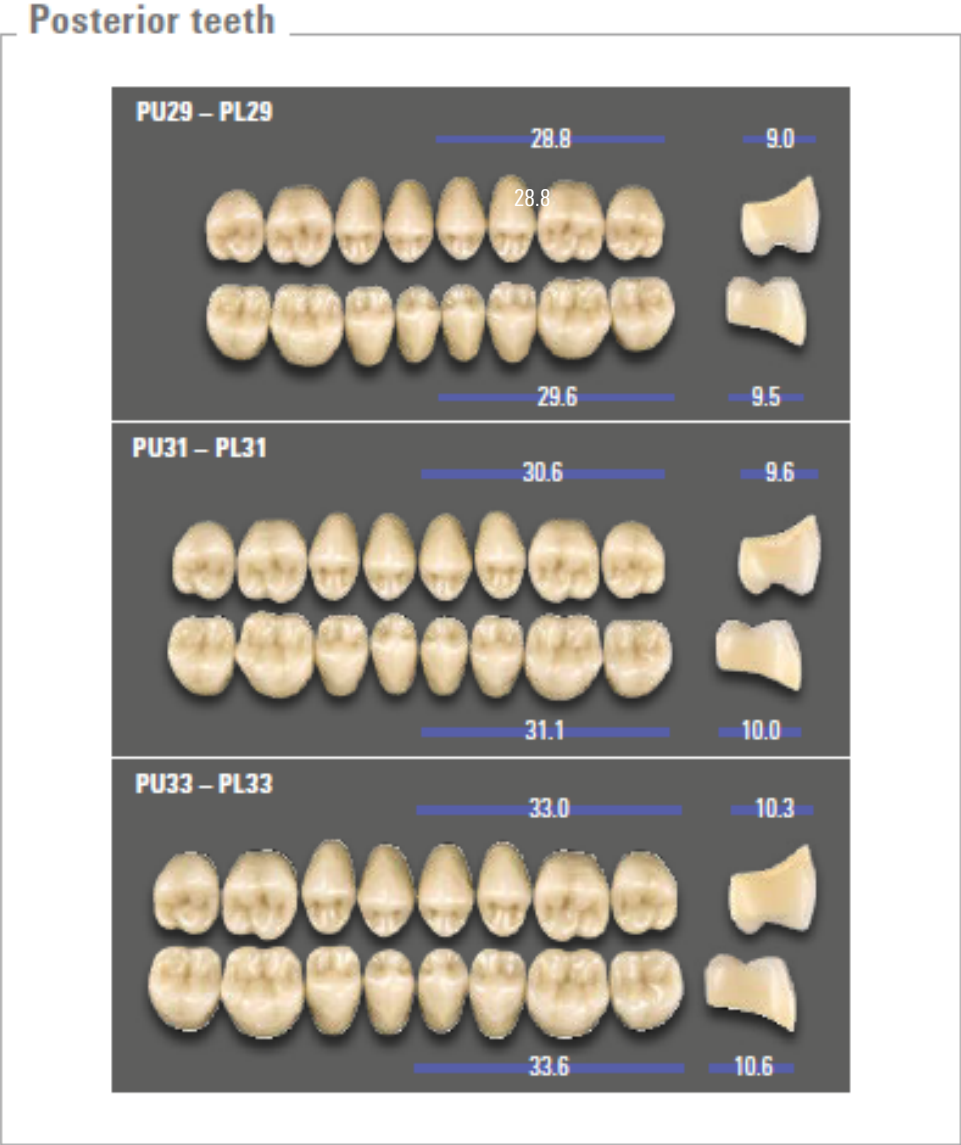 Posterior teeth
PU29 – PL29
28.8 9.0
28.8
29.6 9.5
PU31 – PL31
30.6 9.6
31.1 10.0
PU33 – PL33
33.0 10.3
33.6 10.6